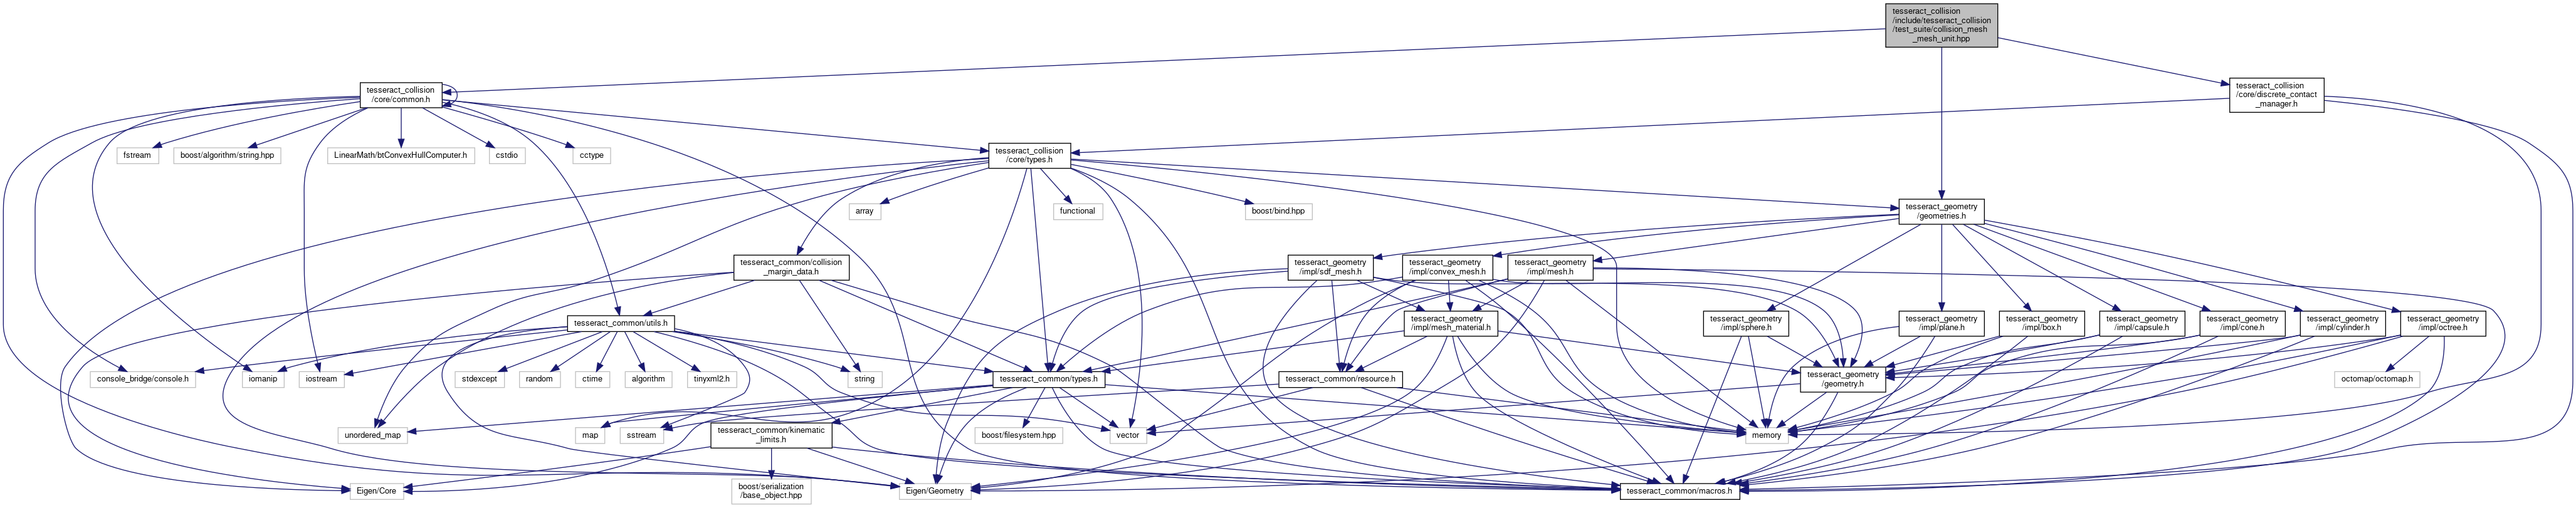 tesseract_collision
/include/tesseract_collision
/test_suite/collision_mesh
_mesh_unit.hpp
tesseract_collision
/core/common.h
tesseract_collision
/core/discrete_contact
_manager.h
fstream
boost/algorithm/string.hpp
LinearMath/btConvexHullComputer.h
cstdio
cctype
tesseract_collision
/core/types.h
array
functional
boost/bind.hpp
tesseract_geometry
/geometries.h
tesseract_common/collision
_margin_data.h
tesseract_geometry
/impl/sdf_mesh.h
tesseract_geometry
/impl/convex_mesh.h
tesseract_geometry
/impl/mesh.h
tesseract_common/utils.h
tesseract_geometry
/impl/mesh_material.h
tesseract_geometry
/impl/sphere.h
tesseract_geometry
/impl/plane.h
tesseract_geometry
/impl/box.h
tesseract_geometry
/impl/capsule.h
tesseract_geometry
/impl/cone.h
tesseract_geometry
/impl/cylinder.h
tesseract_geometry
/impl/octree.h
console_bridge/console.h
iomanip
iostream
stdexcept
random
ctime
algorithm
tinyxml2.h
string
tesseract_common/types.h
tesseract_common/resource.h
tesseract_geometry
/geometry.h
octomap/octomap.h
unordered_map
map
sstream
tesseract_common/kinematic
_limits.h
boost/filesystem.hpp
vector
memory
Eigen/Core
boost/serialization
/base_object.hpp
Eigen/Geometry
tesseract_common/macros.h